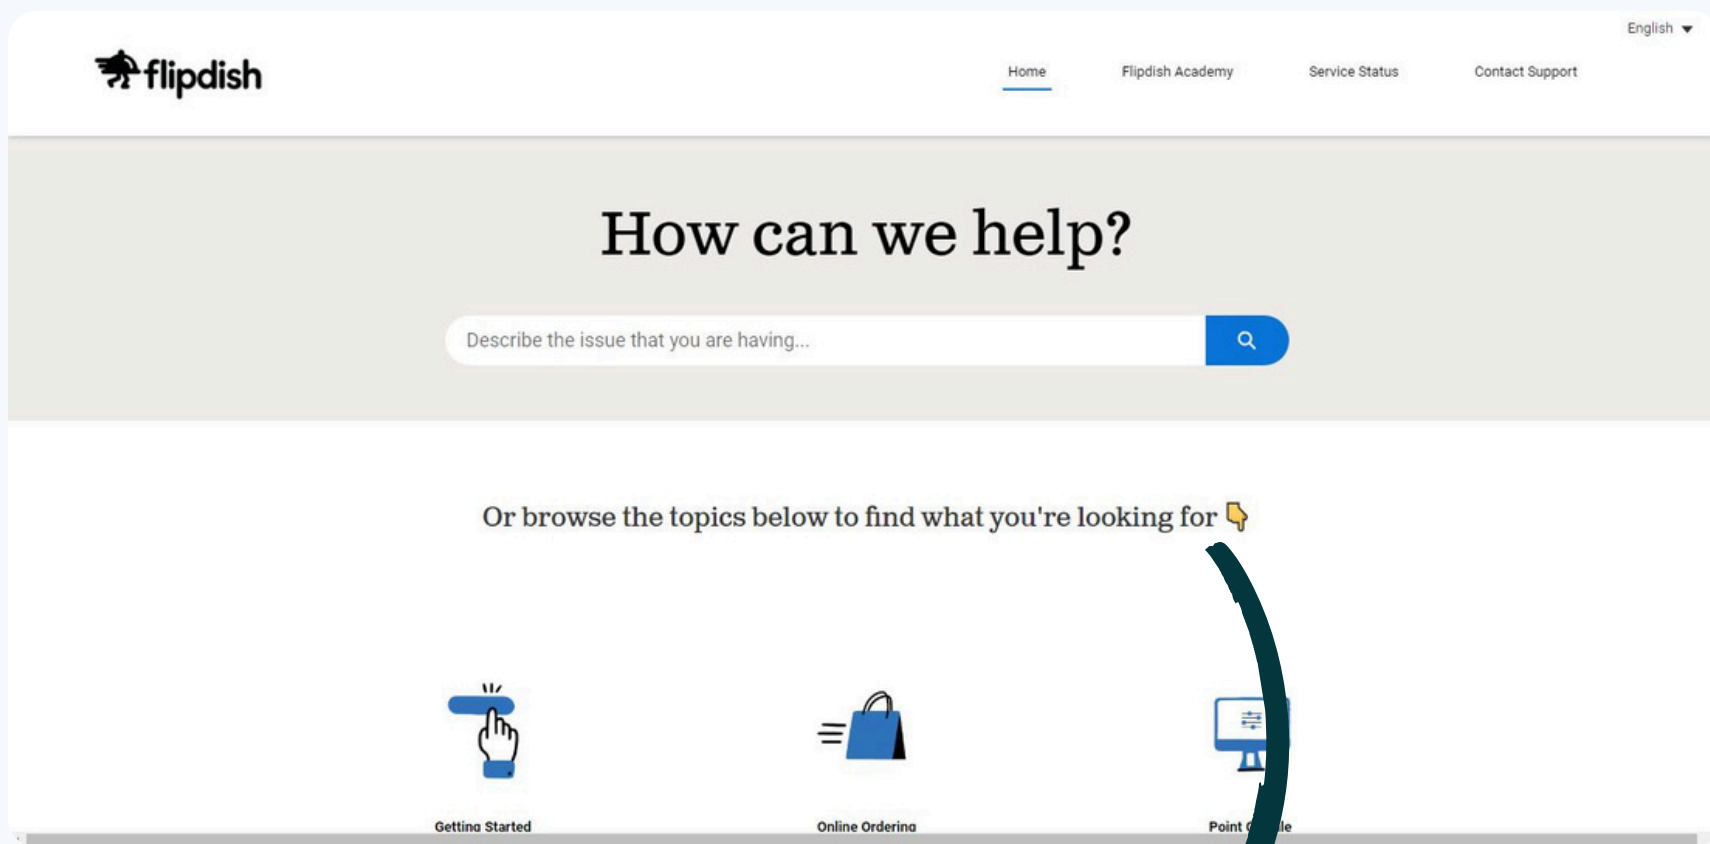 English
flipdish
Home Flipdish Academy Service Status Contact Support
How can we help?
Describe the issue that you are having...
Or browse the topics below to find what you're looking for
Getting Started Online Ordering Point